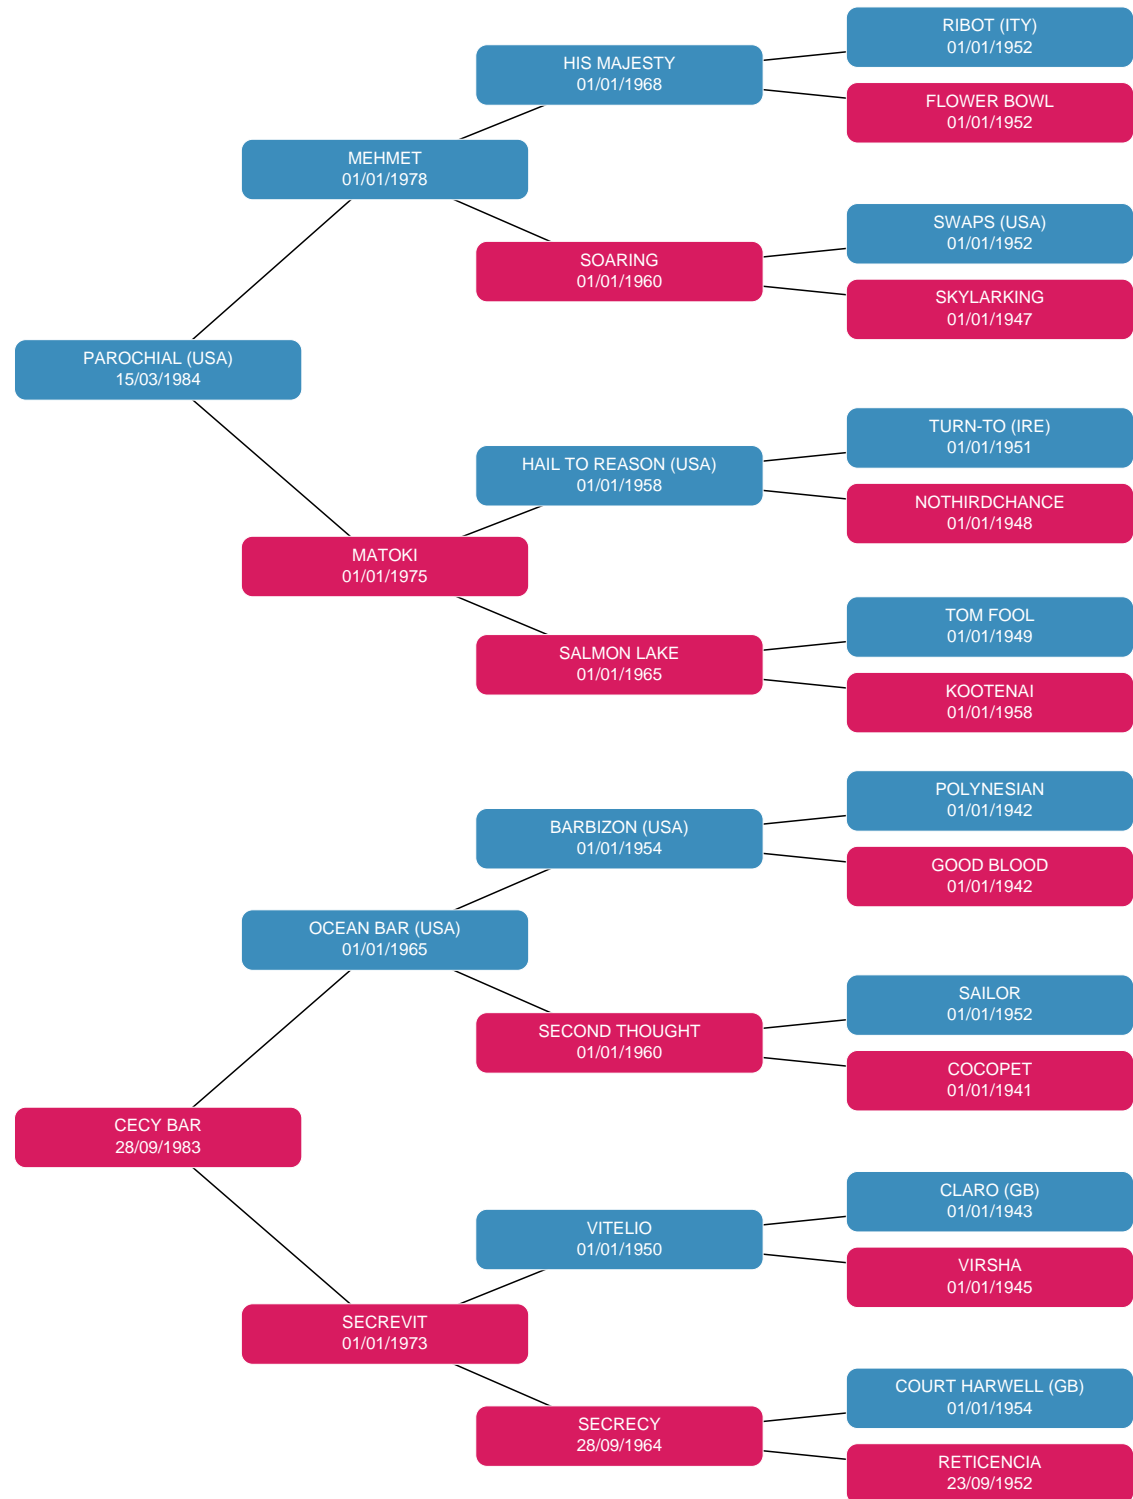 RIBOT (ITY)
01/01/1952
HIS MAJESTY
01/01/1968
FLOWER BOWL
01/01/1952
MEHMET
01/01/1978
SWAPS (USA)
01/01/1952
SOARING
01/01/1960
SKYLARKING
01/01/1947
PAROCHIAL (USA)
15/03/1984
TURN-TO (IRE)
01/01/1951
HAIL TO REASON (USA)
01/01/1958
NOTHIRDCHANCE
01/01/1948
MATOKI
01/01/1975
TOM FOOL
01/01/1949
SALMON LAKE
01/01/1965
KOOTENAI
01/01/1958
POLYNESIAN
01/01/1942
BARBIZON (USA)
01/01/1954
GOOD BLOOD
01/01/1942
OCEAN BAR (USA)
01/01/1965
SAILOR
01/01/1952
SECOND THOUGHT
01/01/1960
COCOPET
01/01/1941
CECY BAR
28/09/1983
CLARO (GB)
01/01/1943
VITELIO
01/01/1950
VIRSHA
01/01/1945
SECREVIT
01/01/1973
COURT HARWELL (GB)
01/01/1954
SECRECY
28/09/1964
RETICENCIA
23/09/1952